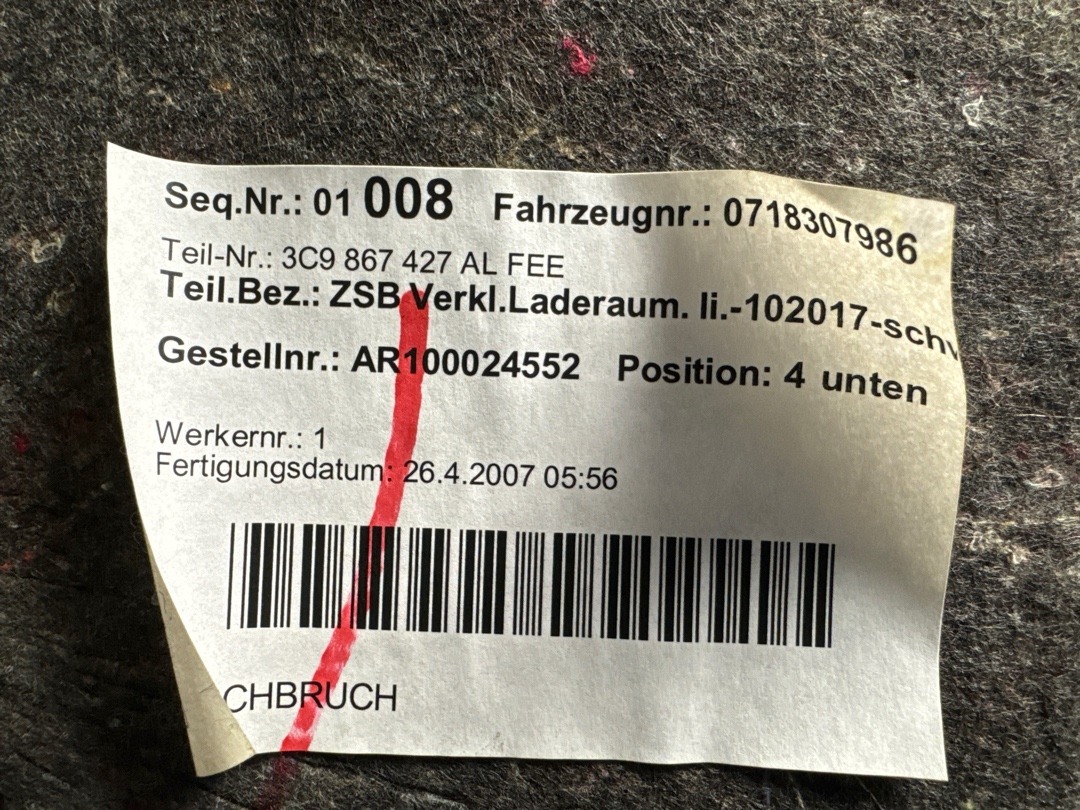 Seq.Nr.: 01 008 Fahrzeugnr.: 0718307986
Teil-Nr.: 3C9 867 427 AL FEE
Teil.Bez.: ZSB Verkl.Laderaum. li.-102017-schw
Gestellnr.: AR100024552 Position: 4 unten
Werkernr.: 1
Fertigungsdatum: 26.4.2007 05:56
CHBRUCH